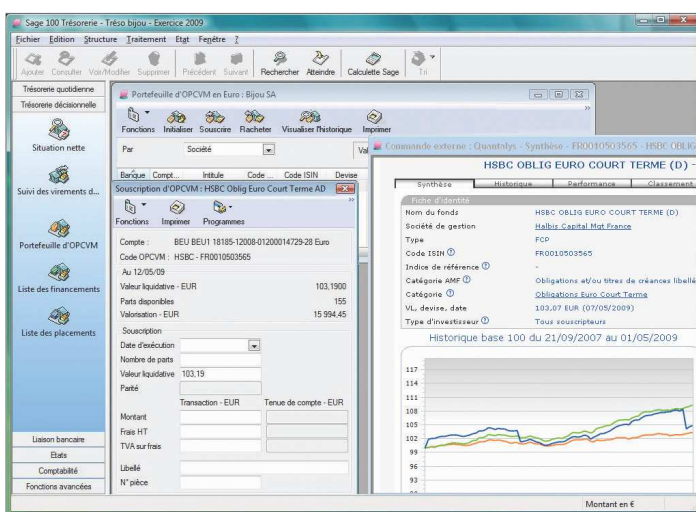 Sage 100 Trésorerie - Tréso bijou - Exercice 2009
Fichier Edition Structure Traitement Etat Fenêtre ?
Ajouter Consulter Voir/Modifier Supprimer Précédent Suivant Rechercher Atteindre Calculette Sage Tri
Trésorerie quotidienne
Trésorerie décisionnelle
Situation nette
Suivi des virements d...
Portefeuille d'OPCVM
Liste des financements
Liste des placements
Liaison bancaire
Etats
Comptabilité
Fonctions avancées
Portefeuille d'OPCVM en Euro : Bijou SA
Fonctions Initialiser Souscrire Racheter Visualiser l'historique Imprimer
Par Société Val
Banque Compt... Intitule Code ... Code ISIN Devise
Souscription d'OPCVM : HSBC Oblig Euro Court Terme AD
Fonctions Imprimer Programmes
Compte : BEU BEU1 18185-12008-01200014729-28 Euro
Code OPCVM : HSBC - FR0010503565
Au 12/05/09
Valeur liquidative - EUR 103,1900
Parts disponibles 155
Valorisation - EUR 15 994,45
Souscription
Date d'exécution
Nombre de parts
Valeur liquidative 103,19
Parité
Transaction - EUR Tenue de compte - EUR
Montant
Frais HT
TVA sur frais
Libellé
N° pièce
Commande externe : Quantalys - Synthèse - FR0010503565 - HSBC OBLIG
HSBC OBLIG EURO COURT TERME (D) -
Synthèse Historique Performance Classement
Fiche d'identité
Nom du fonds HSBC OBLIG EURO COURT TERME (D)
Société de gestion Halbis Capital Mgt France
Type FCP
Code ISIN FR0010503565
Indice de référence -
Catégorie AMF Obligations et/ou titres de créances libellé
Catégorie Obligations Euro Court Terme
VL, devise, date 103,07 EUR (07/05/2009)
Type d'investisseur Tous souscripteurs
Historique base 100 du 21/09/2007 au 01/05/2009
117
114
111
108
105
102
99
96
93
Montant en €